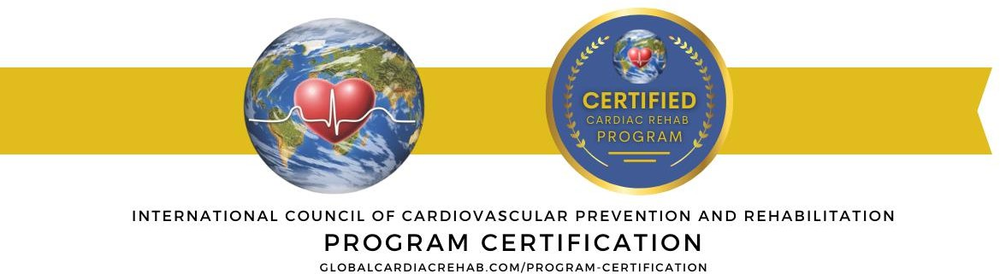 CERTIFIED
CARDIAC REHAB
PROGRAM
INTERNATIONAL COUNCIL OF CARDIOVASCULAR PREVENTION AND REHABILITATION
PROGRAM CERTIFICATION
GLOBALCARDIACREHAB.COM/PROGRAM-CERTIFICATION